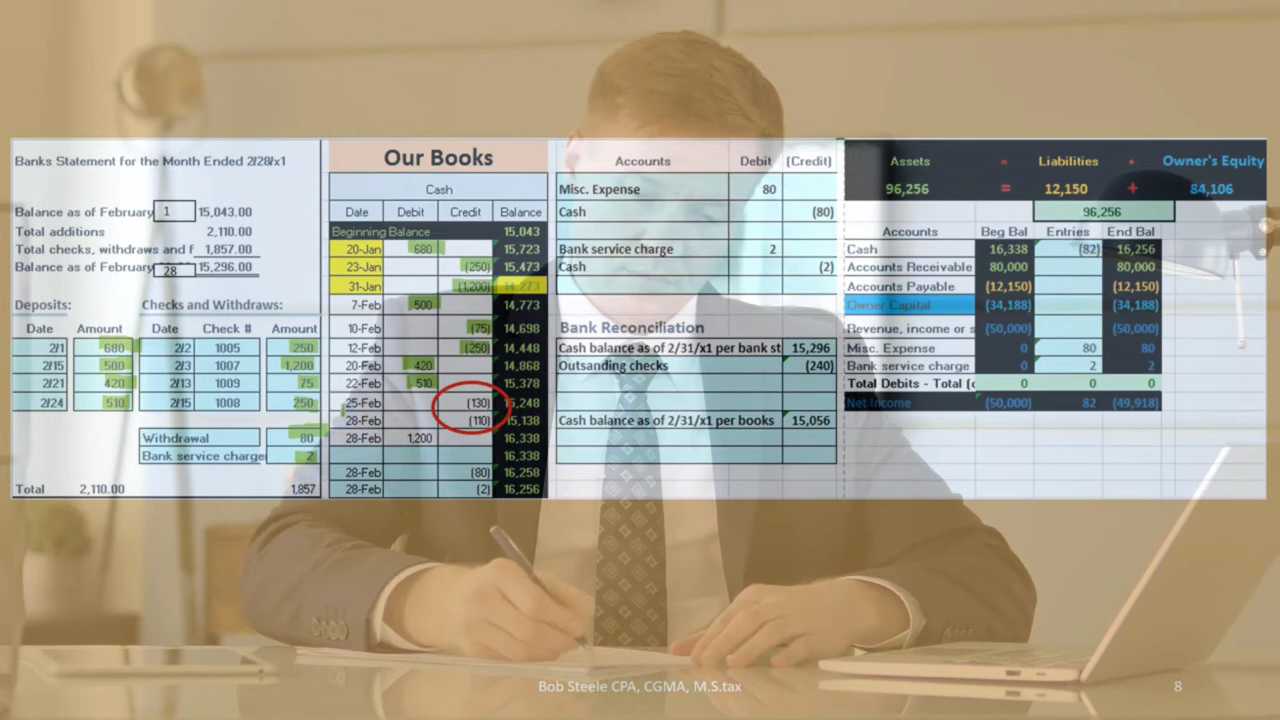 Banks Statement for the Month Ended 2/28/x1
Balance as of February 1 15,043.00
Total additions 2,110.00
Total checks, withdraws and f 1,857.00
Balance as of February 28 15,296.00
Deposits: Checks and Withdraws:
Date Amount Date Check # Amount
2/1 680 2/2 1005 250
2/15 500 2/3 1007 1,200
2/21 420 2/13 1009 75
2/24 510 2/15 1008 250
Withdrawal 80
Bank service charge 2
Total 2,110.00 1,857
Our Books
Cash
Date Debit Credit Balance
Beginning Balance 15,043
20-Jan 680 15,723
23-Jan (250) 15,473
31-Jan (1,200) 14,273
7-Feb 500 14,773
10-Feb (75) 14,698
12-Feb (250) 14,448
20-Feb 420 14,868
22-Feb 510 15,378
25-Feb (130) 15,248
28-Feb (110) 15,138
28-Feb 1,200 16,338
16,338
28-Feb (80) 16,258
28-Feb (2) 16,256
Accounts Debit (Credit)
Misc. Expense 80
Cash (80)
Bank service charge 2
Cash (2)
Bank Reconciliation
Cash balance as of 2/31/x1 per bank st 15,296
Outsanding checks (240)
Cash balance as of 2/31/x1 per books 15,056
Assets = Liabilities + Owner's Equity
96,256 = 12,150 + 84,106
96,256
Accounts Beg Bal Entries End Bal
Cash 16,338 (82) 16,256
Accounts Receivable 80,000 80,000
Accounts Payable (12,150) (12,150)
Owner Capital (34,188) (34,188)
Revenue, income or s (50,000) (50,000)
Misc. Expense 0 80 80
Bank service charge 0 2 2
Total Debits - Total (c 0 0 0
Net Income (50,000) 82 (49,918)
Bob Steele CPA, CGMA, M.S.tax 8